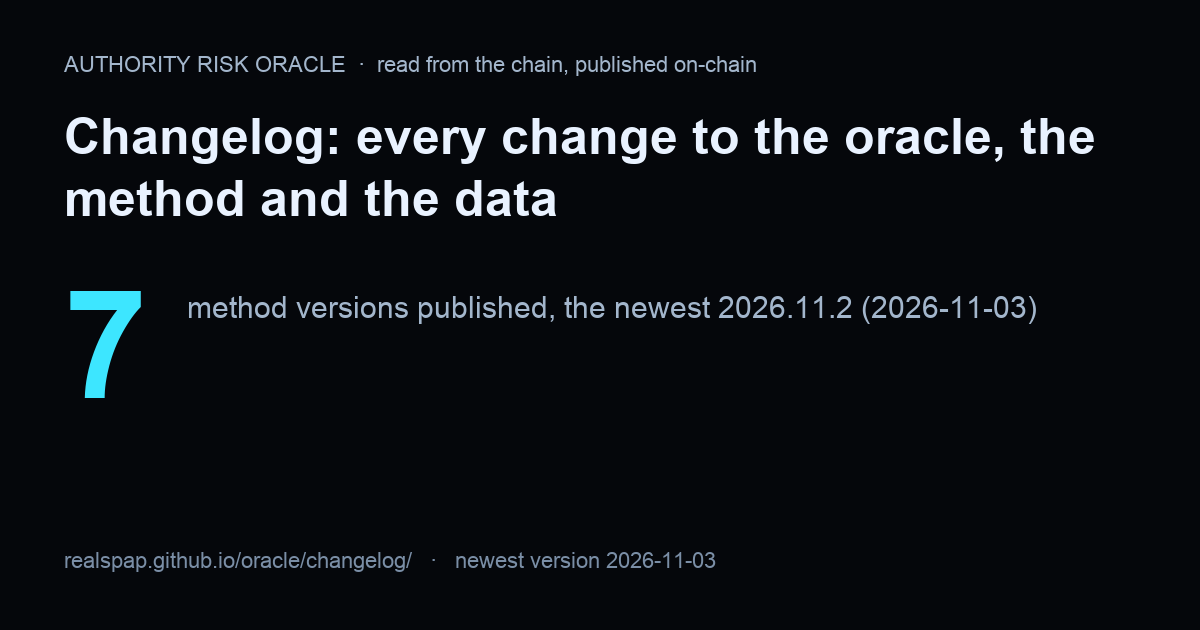 AUTHORITY RISK ORACLE · read from the chain, published on-chain
Changelog: every change to the oracle, the
method and the data
7 method versions published, the newest 2026.11.2 (2026-11-03)
realspap.github.io/oracle/changelog/ · newest version 2026-11-03